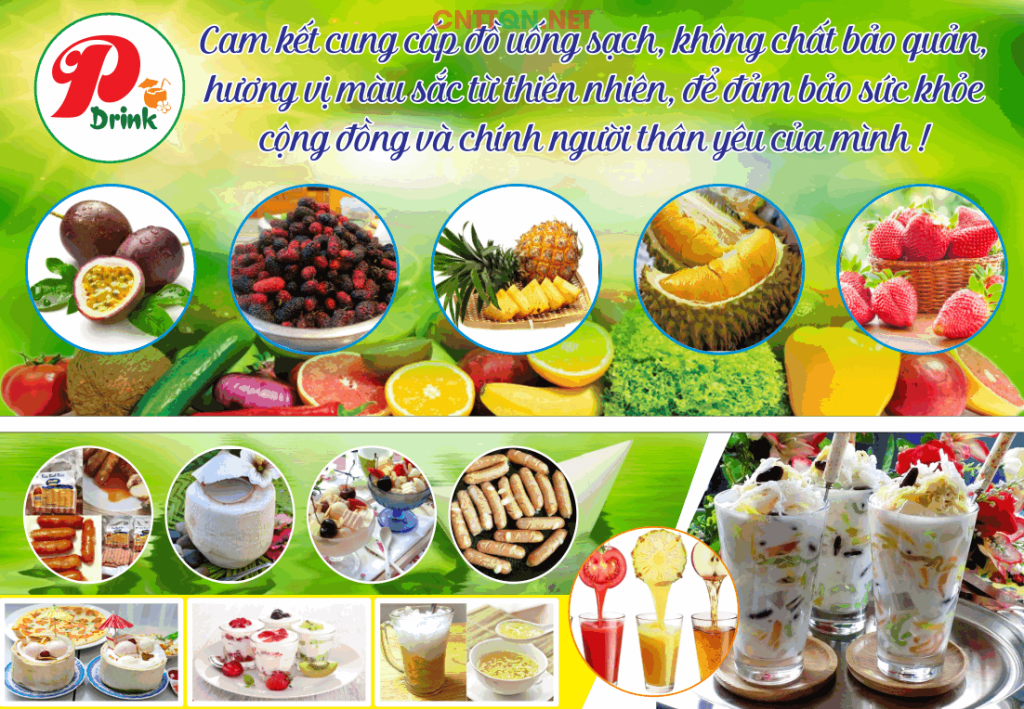 CNTTQN.NET
P
Drink
Cam kết cung cấp đồ uống sạch, không chất bảo quản,
hương vị màu sắc từ thiên nhiên, để đảm bảo sức khỏe
cộng đồng và chính người thân yêu của mình !